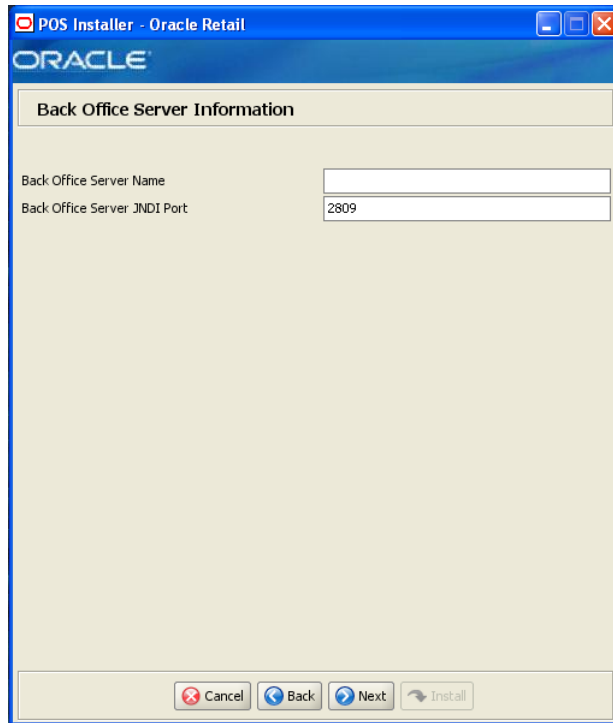 POS Installer - Oracle Retail
ORACLE
Back Office Server Information
Back Office Server Name
Back Office Server JNDI Port 2809
Cancel Back Next Install